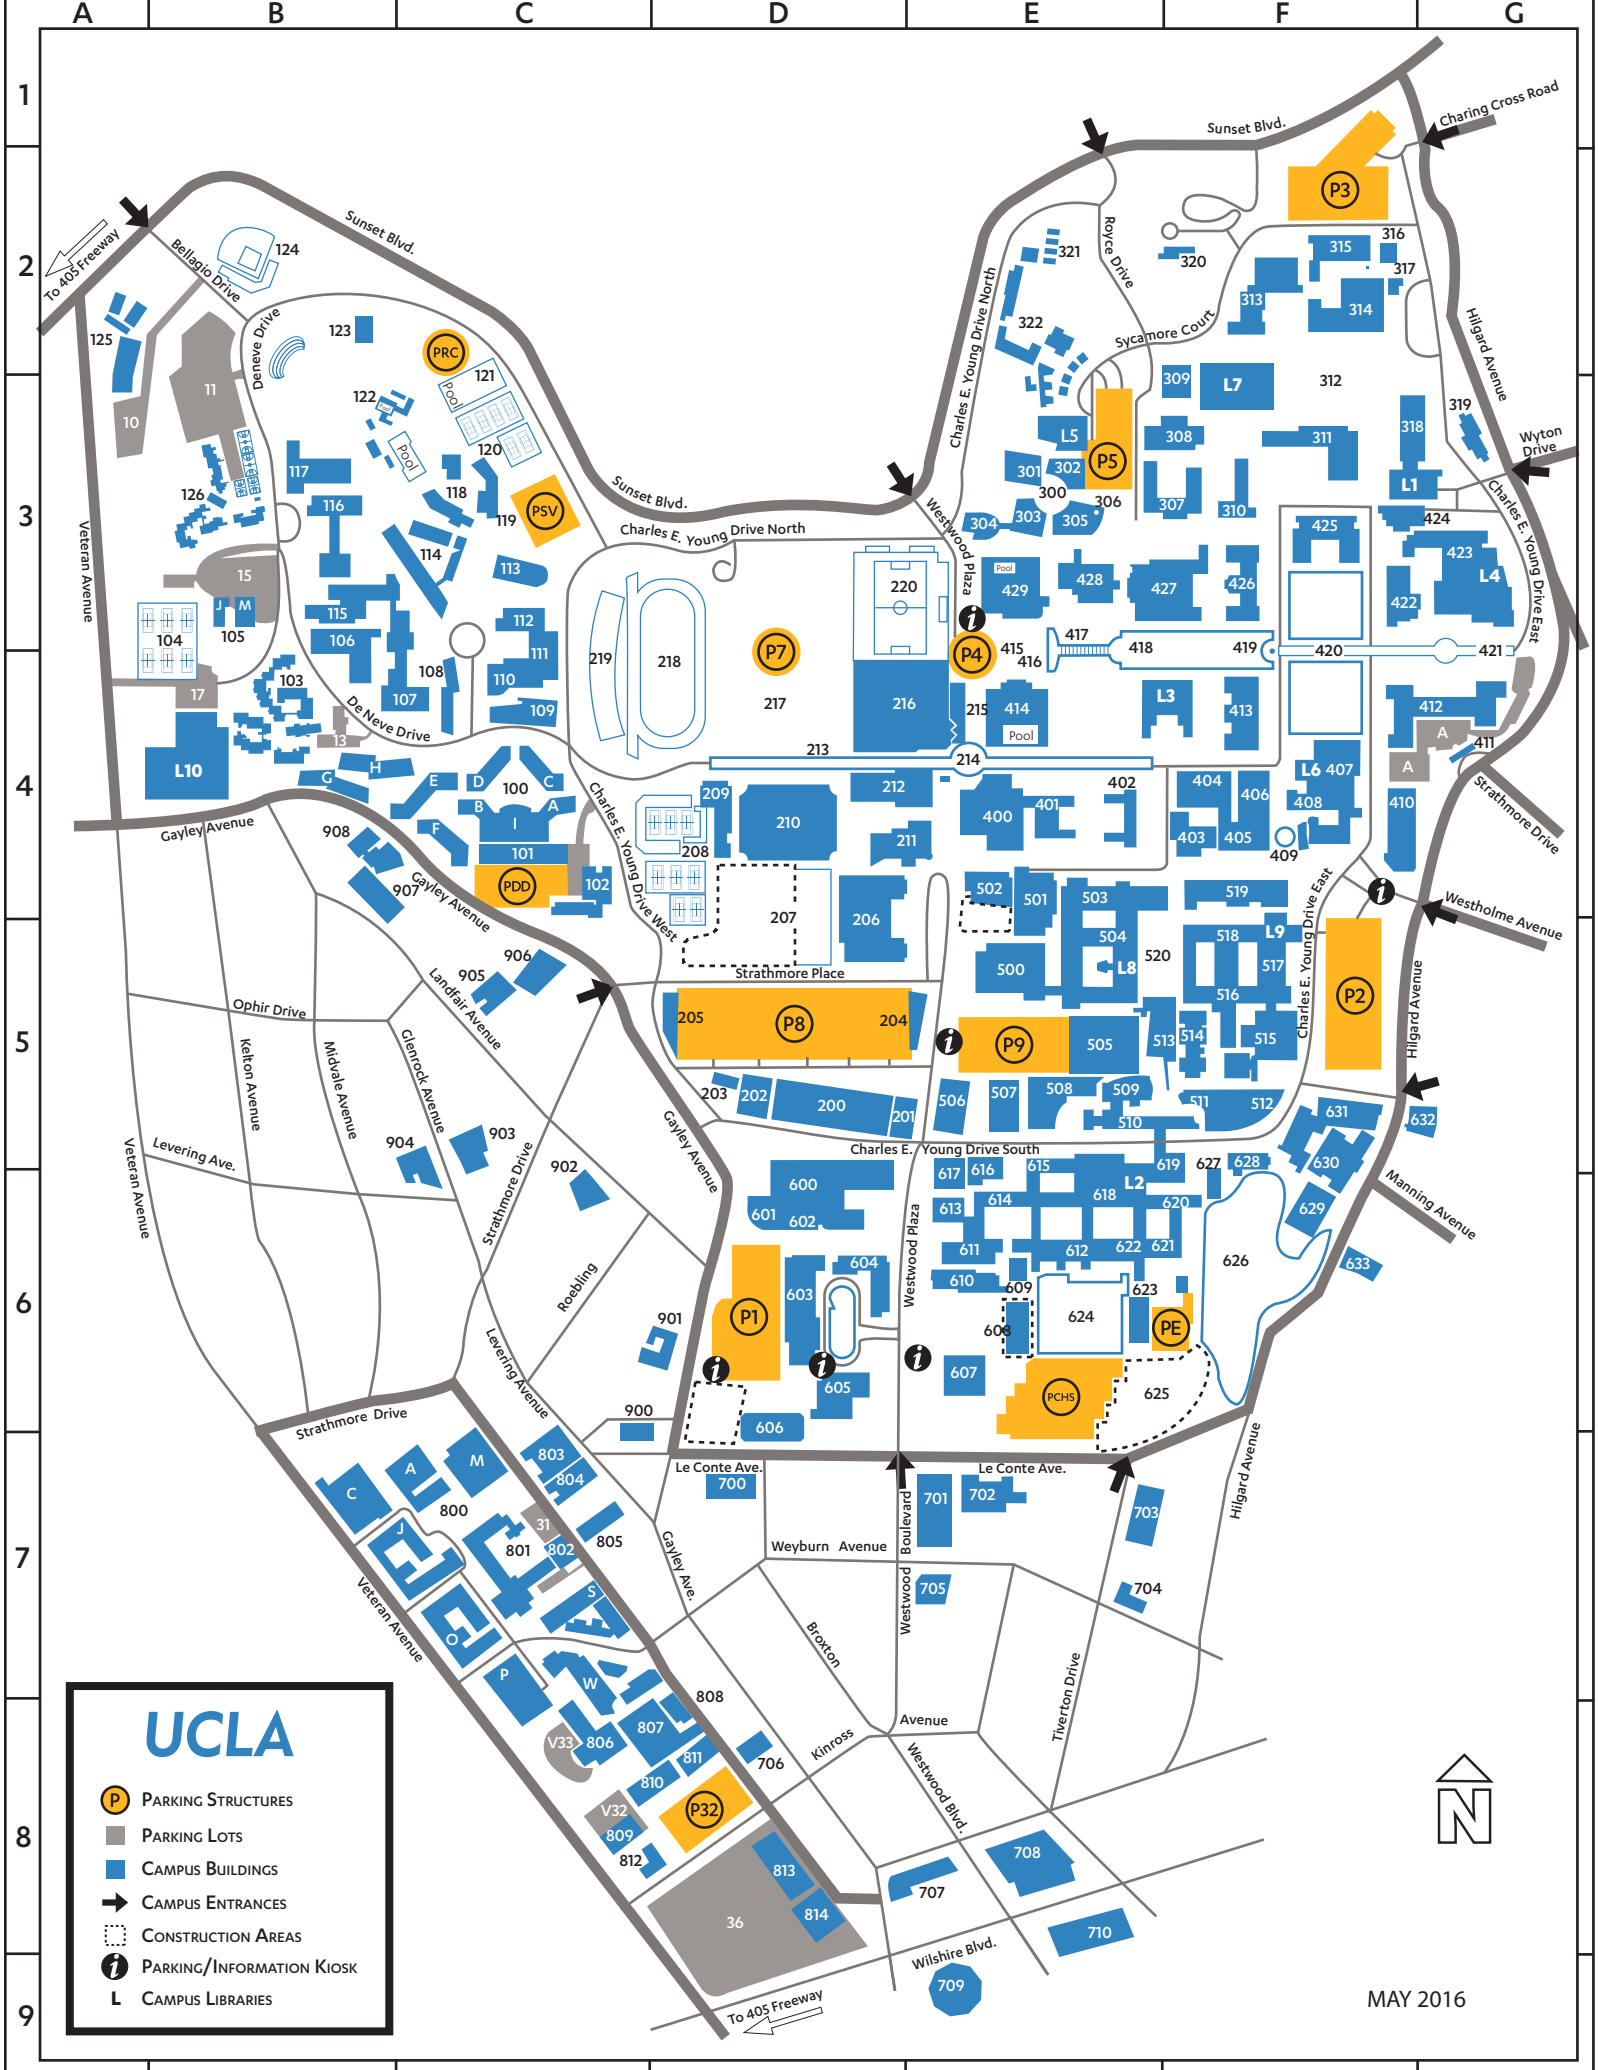 A B C D E F G
1
Charing Cross Road
Sunset Blvd.
P3
2
To 405 Freeway
Bellagio Drive
124
Sunset Blvd.
321
Royce Drive
320
315
316
317
313
314
125
123
Deneve Drive
PRC
322
Charles E. Young Drive North
Sycamore Court
Hilgard Avenue
11
10
121
Pool
122
Pool
Pool
120
309
L7
312
319
318
Wyton
Drive
3
117
126
116
118
119
PSV
Sunset Blvd.
Charles E. Young Drive North
Westwood Plaza
L5
P5
301
302
300
306
303
304
305
308
307
310
311
L1
424
425
423
L4
Charles E. Young Drive East
Veteran Avenue
114
15
J M
105
104
113
115
106
112
111
110
109
108
107
220
Pool
429
428
427
426
422
219
218
P7
217
P4
415
416
417
418
419
420
421
17
103
13
De Neve Drive
216
215
414
Pool
L3
413
412
A
411
A
213
214
4
L10
G
H
E
D
C
100
B
A
I
F
101
PDD
102
Charles E. Young Drive West
209
208
210
212
211
400
401
402
404
406
403
405
L6 407
408
409
410
Strathmore Drive
Gayley Avenue
908
907
Gayley Avenue
207
206
502
501
503
504
L8
500
520
519
518
L9
517
516
Charles E. Young Drive East
P2
Westholme Avenue
Hilgard Avenue
906
905
Landfair Avenue
Strathmore Place
5
Ophir Drive
Kelton Avenue
Midvale Avenue
Glenrock Avenue
205
P8
204
P9
505
513
514
515
203
202
200
201
506
507
508
509
510
511
512
631
632
630
Veteran Avenue
Levering Ave.
904
903
902
Strathmore Drive
Gayley Avenue
Charles E. Young Drive South
600
601
602
617
616
615
619
627
628
L2
618
620
613
614
611
612
622
621
629
Manning Avenue
6
Roebling
Levering Avenue
901
P1
603
604
Westwood Plaza
610
609
608
624
623
PE
626
633
605
607
PCHS
625
606
900
Strathmore Drive
Le Conte Ave.
Le Conte Ave.
Hilgard Avenue
7
C
A
M
800
803
804
31
805
J
801
802
S
O
P
W
Veteran Avenue
Gayley Ave.
700
701
702
703
Weyburn Avenue
Westwood Boulevard
705
704
Broxton
Tiverton Drive
808
V33
806
807
811
810
706
Kinross
Avenue
Westwood Blvd.
8
V32
809
812
P32
813
814
36
707
708
710
Wilshire Blvd.
709
9
To 405 Freeway
UCLA
P PARKING STRUCTURES
PARKING LOTS
CAMPUS BUILDINGS
CAMPUS ENTRANCES
CONSTRUCTION AREAS
i PARKING/INFORMATION KIOSK
L CAMPUS LIBRARIES
N
MAY 2016